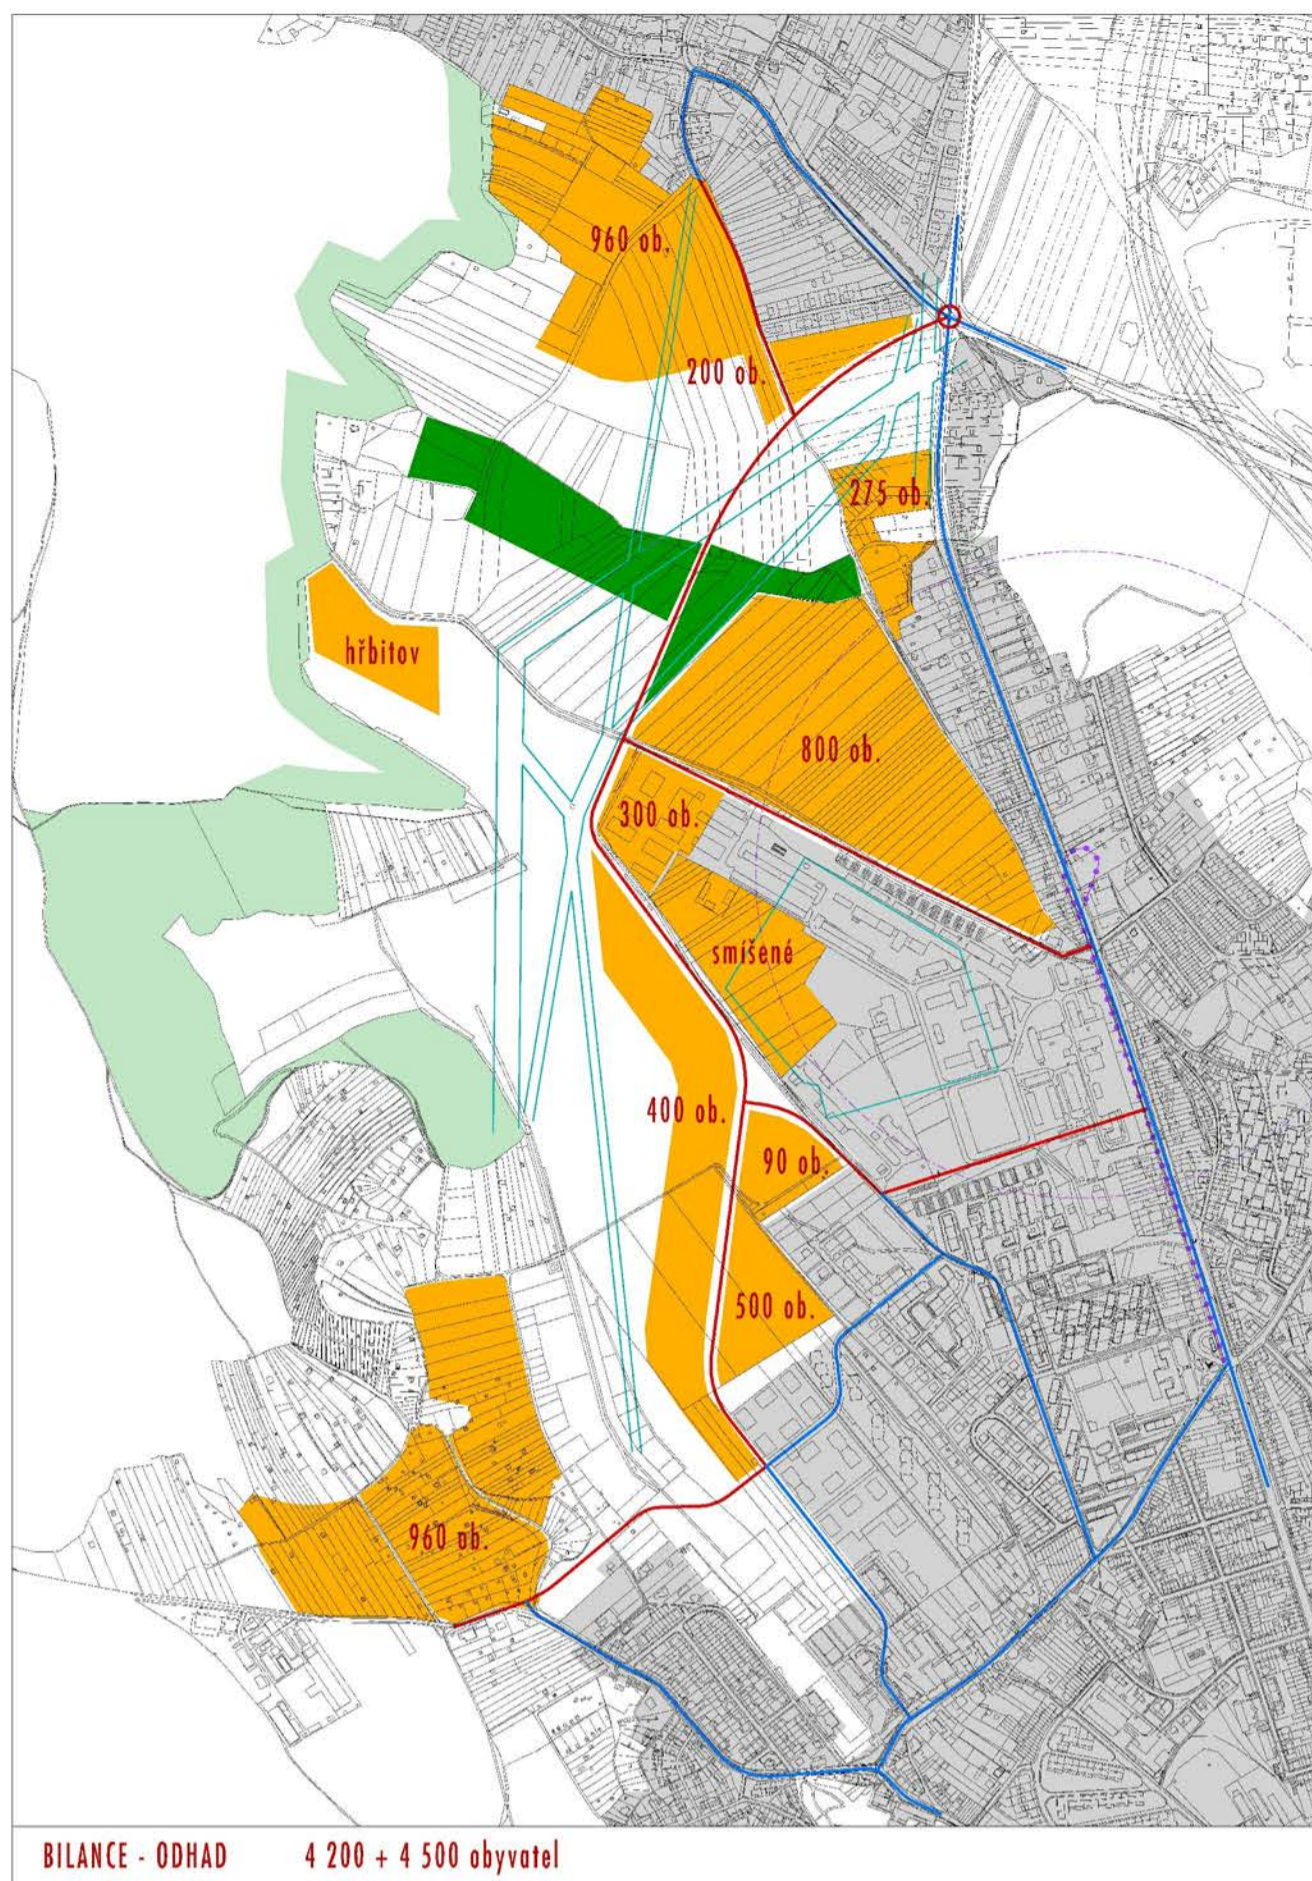 960 ob.
200 ob.
275 ob.
hřbitov
800 ob.
300 ob.
smíšené
400 ob.
90 ob.
500 ob.
960 ob.
BILANCE - ODHAD 4 200 + 4 500 obyvatel